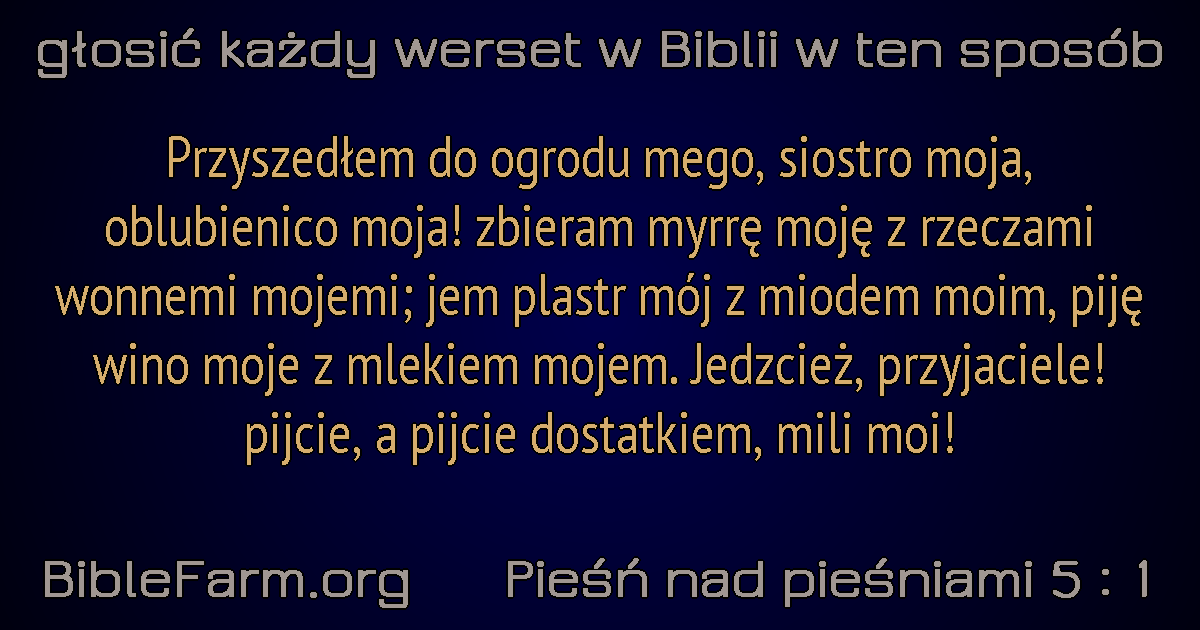 głosić każdy werset w Biblii w ten sposób
Przyszedłem do ogrodu mego, siostro moja,
oblubienico moja! zbieram myrrę moję z rzeczami
wonnemi mojemi; jem plastr mój z miodem moim, piję
wino moje z mlekiem mojem. Jedzcież, przyjaciele!
pijcie, a pijcie dostatkiem, mili moi!
BibleFarm.org Pieśń nad pieśniami 5 : 1